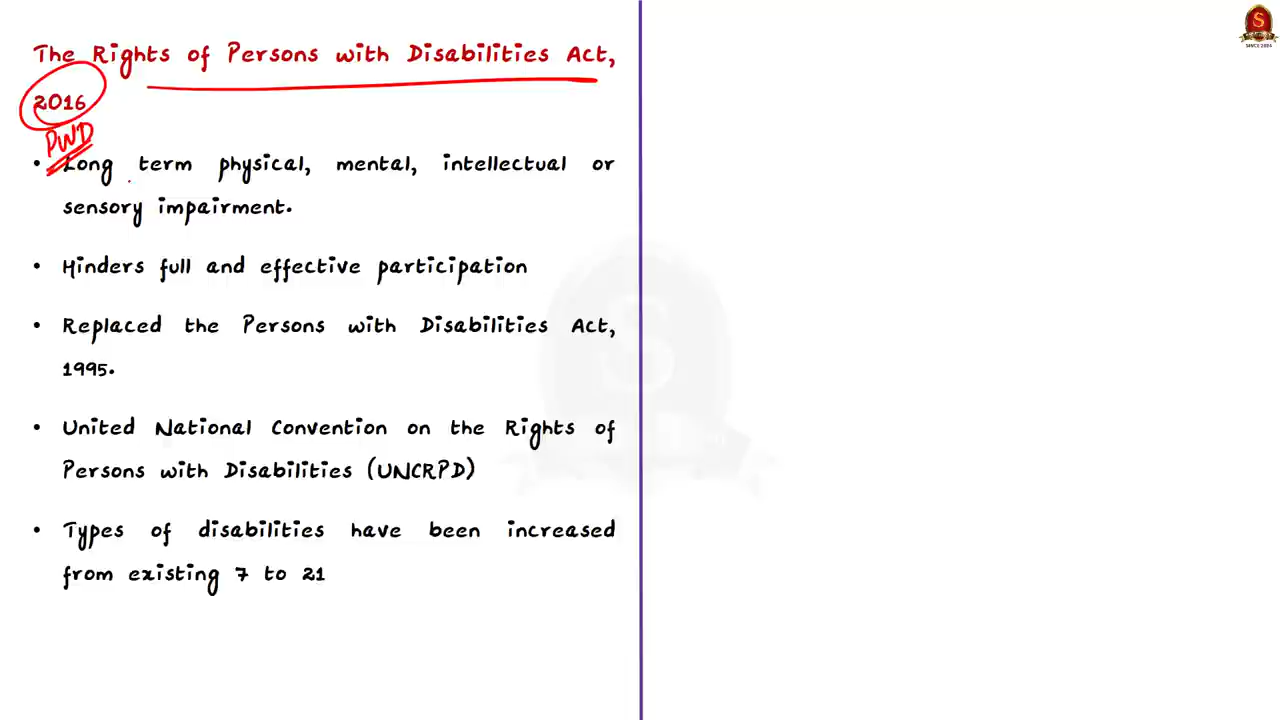 The Rights of Persons with Disabilities Act,
2016
PWD
• Long term physical, mental, intellectual or
sensory impairment.
• Hinders full and effective participation
• Replaced the Persons with Disabilities Act,
1995.
• United National Convention on the Rights of
Persons with Disabilities (UNCRPD)
• Types of disabilities have been increased
from existing 7 to 21
S
SINCE 2004